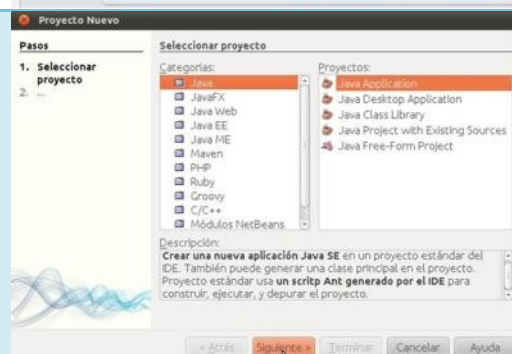 Proyecto Nuevo
Pasos
1. Seleccionar
proyecto
2. ...
Seleccionar proyecto
Categorías:
Java
JavaFX
Java Web
Java EE
Java ME
Maven
PHP
Ruby
Groovy
C/C++
Módulos NetBeans
Proyectos:
Java Application
Java Desktop Application
Java Class Library
Java Project with Existing Sources
Java Free-Form Project
Descripción:
Crear una nueva aplicación Java SE en un proyecto estándar del
IDE. También puede generar una clase principal en el proyecto.
Proyecto estándar usa un scritp Ant generado por el IDE para
construir, ejecutar, y depurar el proyecto.
< Atrás
Siguiente >
Terminar
Cancelar
Ayuda